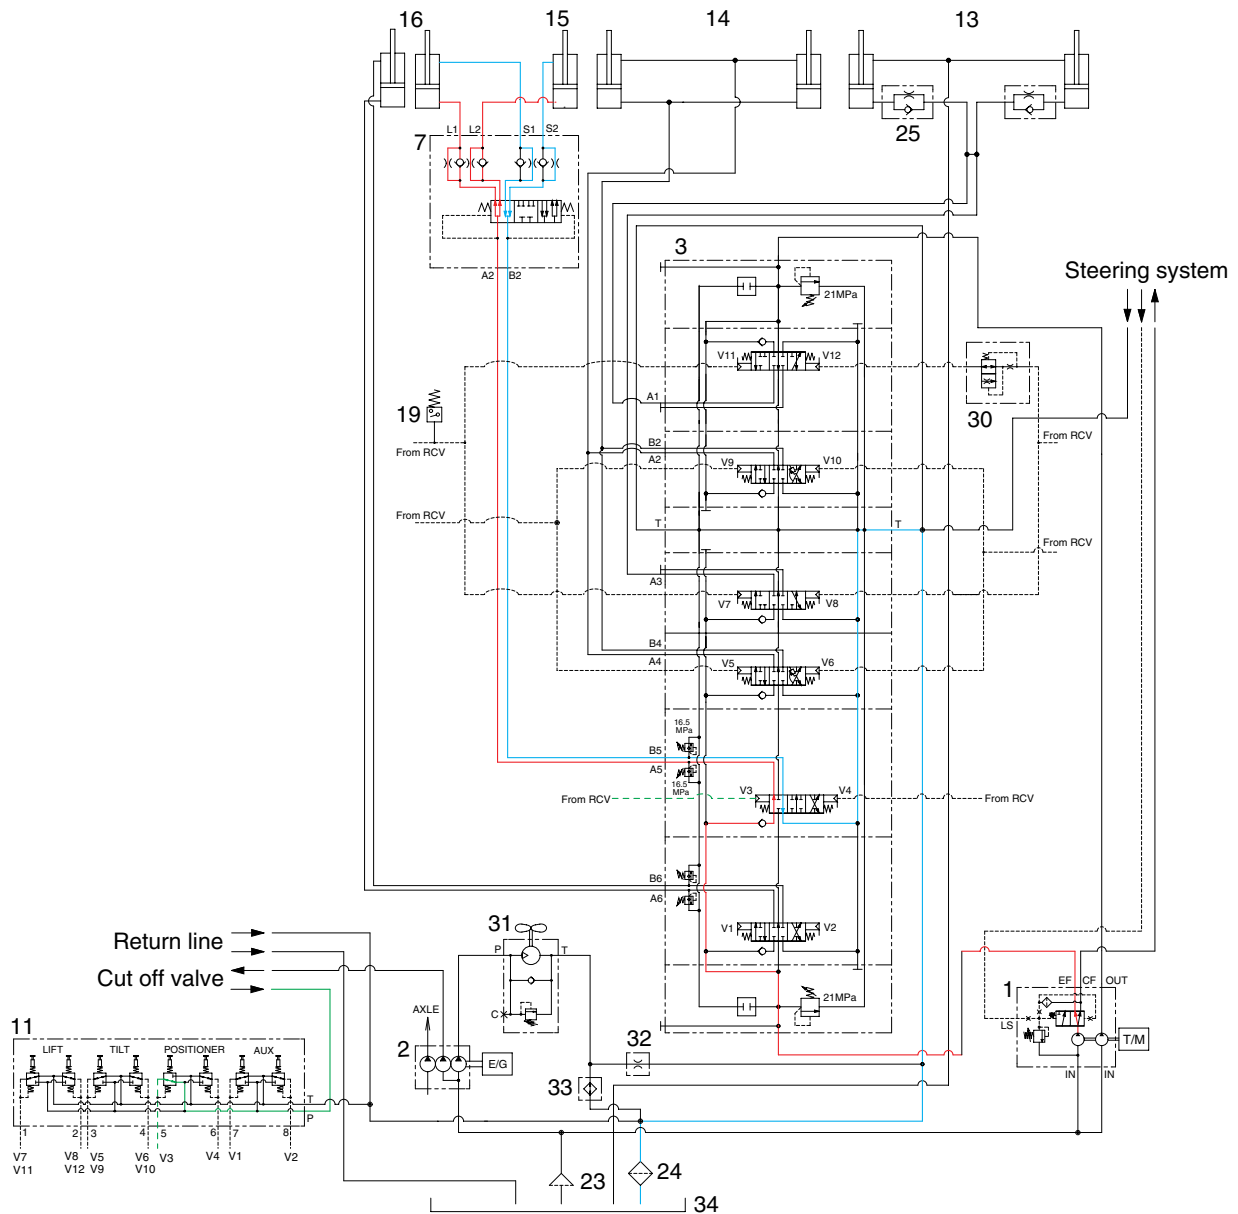 16 15 14 13
25
L1 L2 S1 S2
7
A2 B2
3
Steering system
21MPa
V11 V12
A1
19
30
From RCV
From RCV
B2
A2
V9 V10
From RCV
T T
From RCV
A3
V7 V8
B4
A4
V5 V6
16.5
MPa
B5
A5
16.5
MPa
From RCV
V3 V4
From RCV
B6
A6
V1 V2
31
P T
C
Return line
Cut off valve
21MPa
1
EF CF OUT
LS
T/M
IN IN
AXLE
2
E/G
32
33
11
LIFT TILT POSITIONER AUX
T
P
1 2 3 4 5 6 7 8
V7 V8 V5 V6 V3 V4 V1 V2
V11 V12 V9 V10
23 24
34